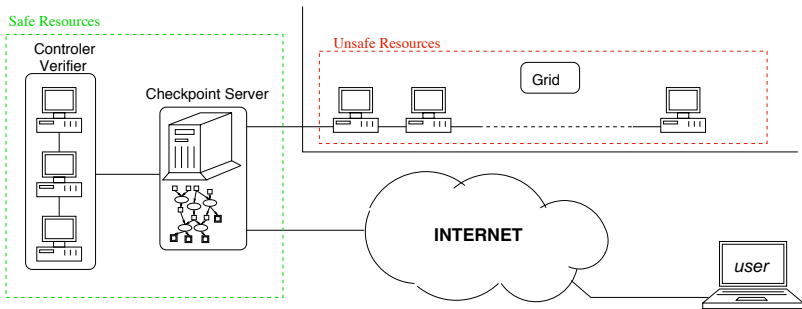 Safe Resources
Controler
Verifier
Checkpoint Server
Unsafe Resources
Grid
INTERNET
user